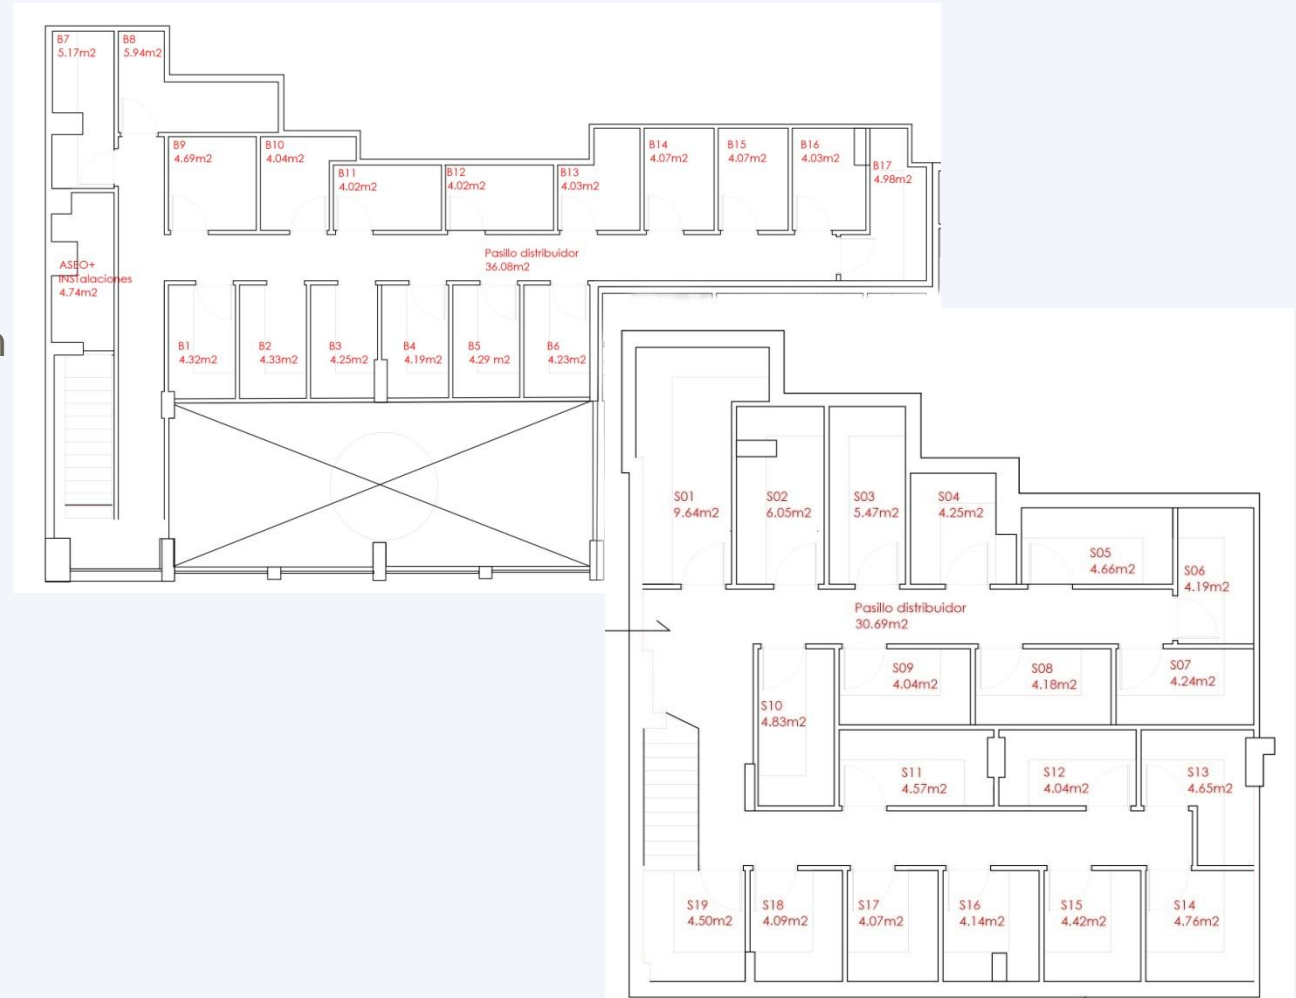 B7
5.17m2
B8
5.94m2
B9
4.69m2
B10
4.04m2
B11
4.02m2
B12
4.02m2
B13
4.03m2
B14
4.07m2
B15
4.07m2
B16
4.03m2
B17
4.98m2
Pasillo distribuidor
36.08m2
ASEO+
INSTalaciones
4.74m2
B1
4.32m2
B2
4.33m2
B3
4.25m2
B4
4.19m2
B5
4.29 m2
B6
4.23m2
n
S01
9.64m2
S02
6.05m2
S03
5.47m2
S04
4.25m2
S05
4.66m2
S06
4.19m2
Pasillo distribuidor
30.69m2
S09
4.04m2
S08
4.18m2
S07
4.24m2
S10
4.83m2
S11
4.57m2
S12
4.04m2
S13
4.65m2
S19
4.50m2
S18
4.09m2
S17
4.07m2
S16
4.14m2
S15
4.42m2
S14
4.76m2